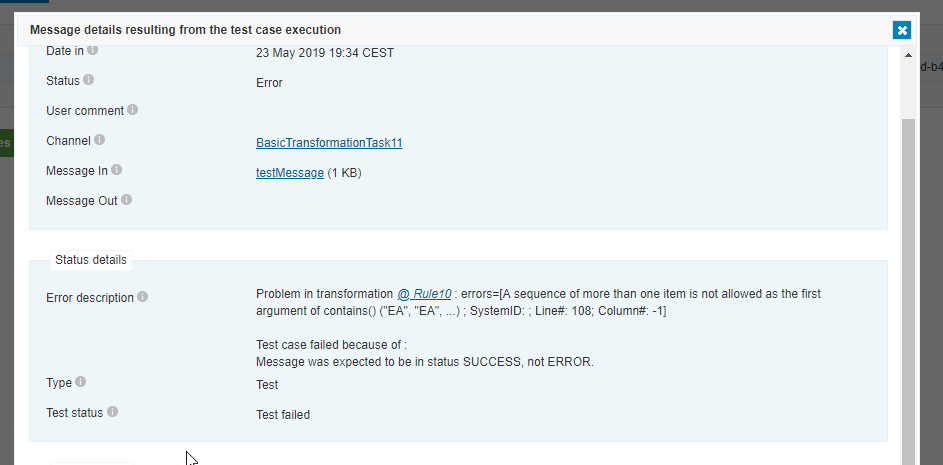 Message details resulting from the test case execution
Date in
23 May 2019 19:34 CEST
d-b4
Status
Error
User comment
Channel
BasicTransformationTask11
es
Message In
testMessage (1 KB)
Message Out
Status details
Error description
Problem in transformation @ Rule10 : errors=[A sequence of more than one item is not allowed as the first
argument of contains() ("EA", "EA", ...) ; SystemID: ; Line#: 108; Column#: -1]
Test case failed because of :
Message was expected to be in status SUCCESS, not ERROR.
Type
Test
Test status
Test failed